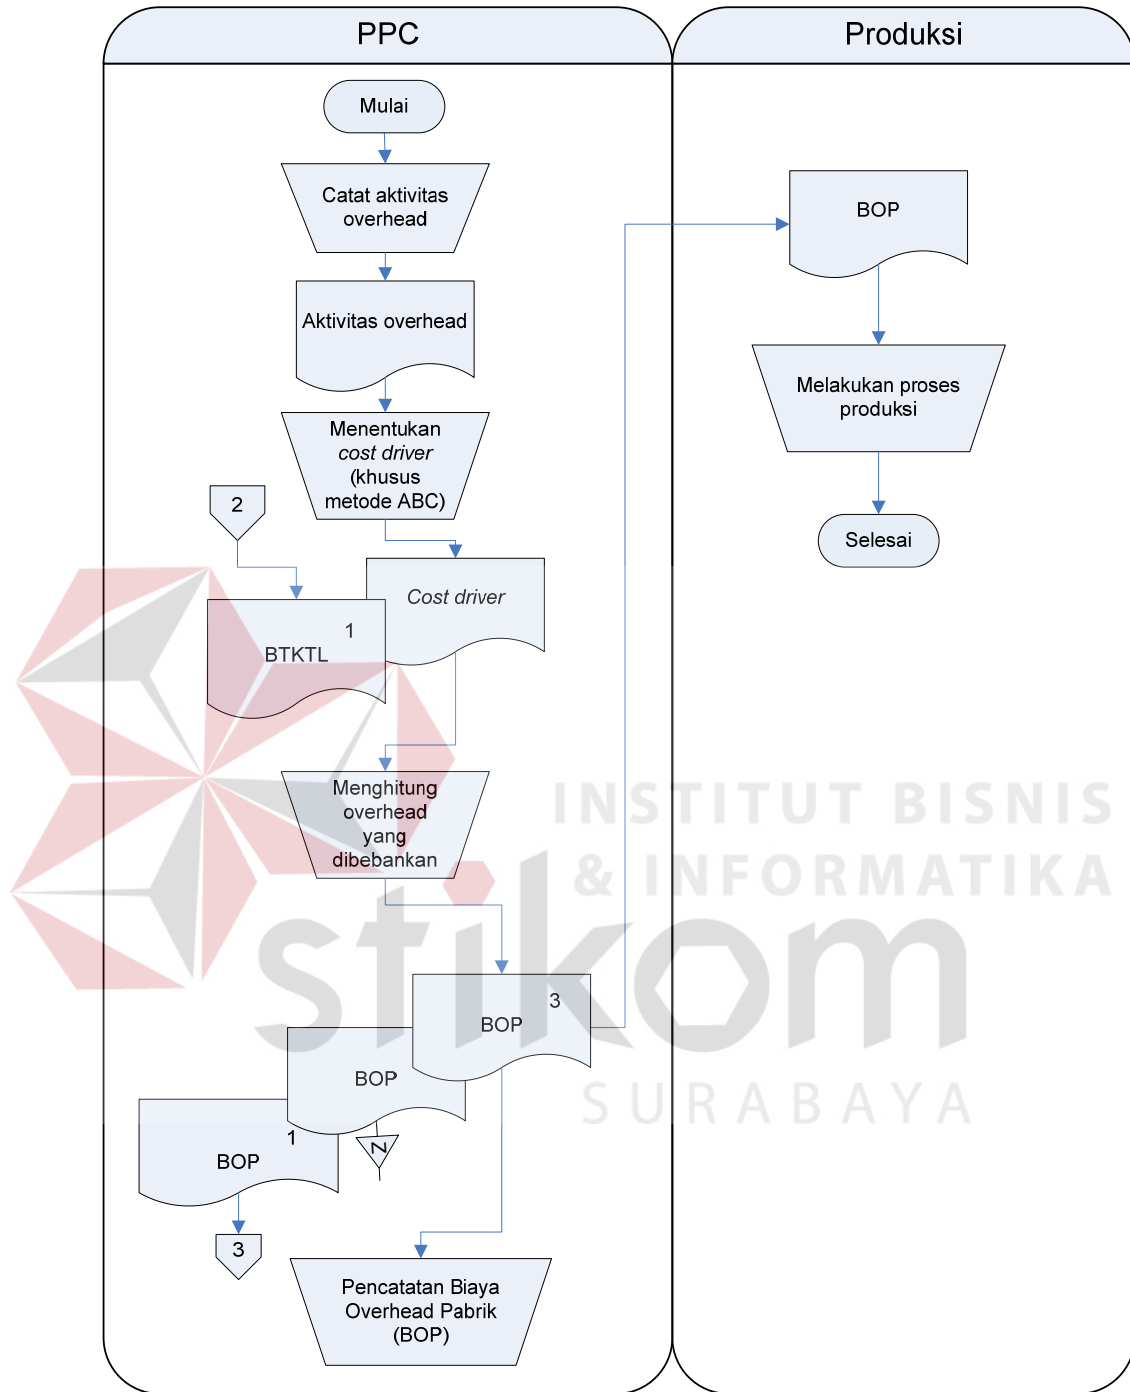 PPC
Produksi
Mulai
Catat aktivitas
overhead
Aktivitas overhead
Menentukan
cost driver
(khusus
metode ABC)
2
Cost driver
1
BTKTL
Menghitung
overhead
yang
dibebankan
3
BOP
BOP
1
BOP
N
3
Pencatatan Biaya
Overhead Pabrik
(BOP)
BOP
Melakukan proses
produksi
Selesai
INSTITUT BISNIS
& INFORMATIKA
stikom
SURABAYA